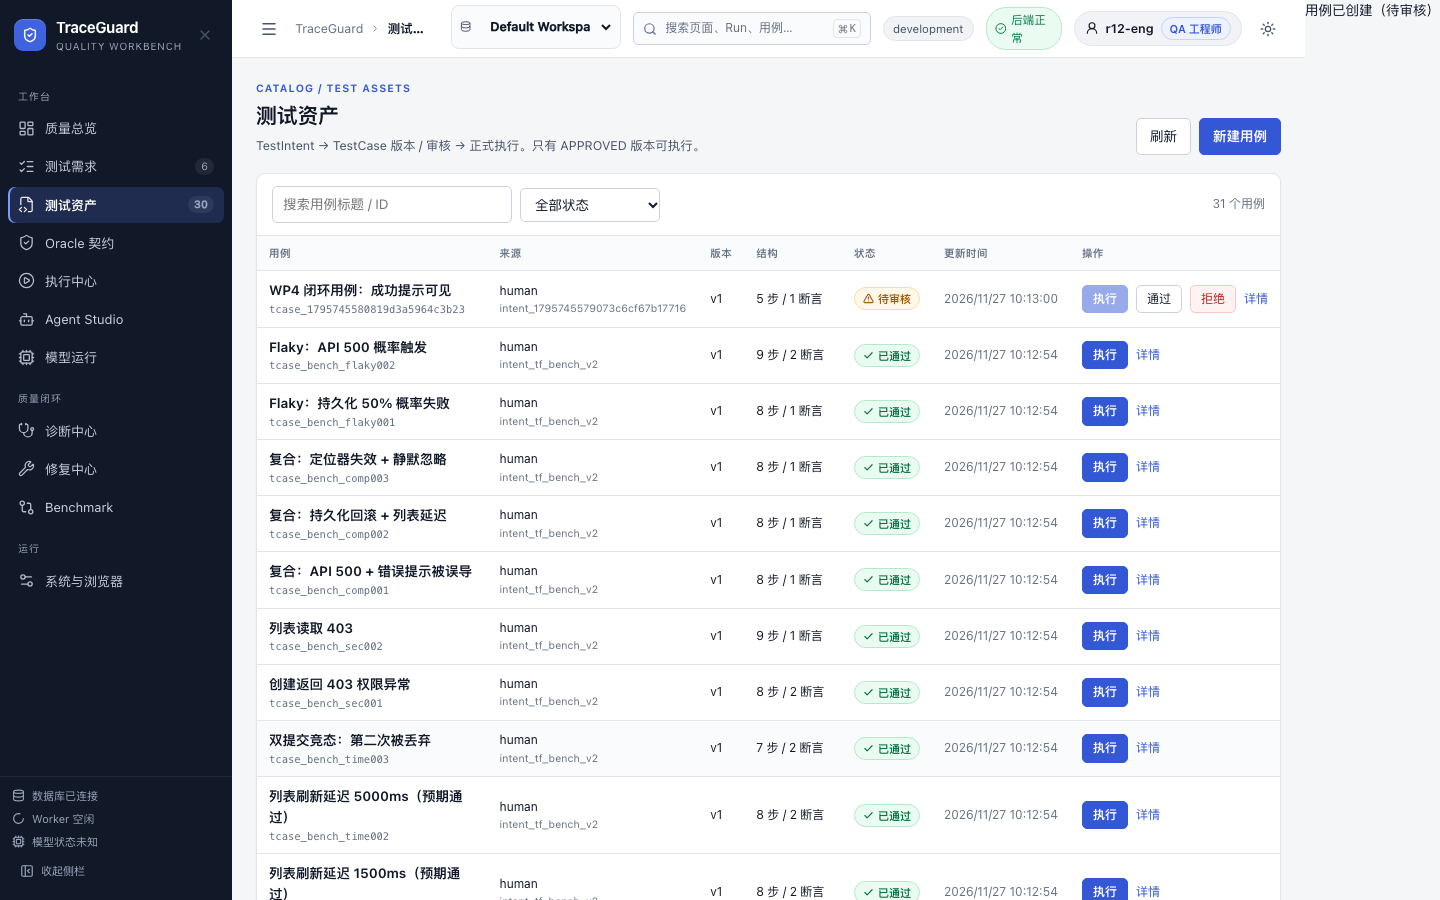 TraceGuard
QUALITY WORKBENCH
工作台
质量总览
测试需求
6
测试资产
30
Oracle 契约
执行中心
Agent Studio
模型运行
质量闭环
诊断中心
修复中心
Benchmark
运行
系统与浏览器
数据库已连接
Worker 空闲
模型状态未知
收起侧栏
TraceGuard
测试...
Default Workspa
搜索页面、Run、用例...
⌘K
development
后端正
常
r12-eng
QA 工程师
用例已创建（待审核）
CATALOG / TEST ASSETS
测试资产
TestIntent → TestCase 版本 / 审核 → 正式执行。只有 APPROVED 版本可执行。
刷新
新建用例
搜索用例标题 / ID
全部状态
31 个用例
用例 来源 版本 结构 状态 更新时间 操作
WP4 闭环用例：成功提示可见
tcase_1795745580819d3a5964c3b23
human
intent_1795745579073c6cf67b17716
v1
5 步 / 1 断言
待审核
2026/11/27 10:13:00
执行 通过 拒绝 详情
Flaky：API 500 概率触发
tcase_bench_flaky002
human
intent_tf_bench_v2
v1
9 步 / 2 断言
已通过
2026/11/27 10:12:54
执行 详情
Flaky：持久化 50% 概率失败
tcase_bench_flaky001
human
intent_tf_bench_v2
v1
8 步 / 1 断言
已通过
2026/11/27 10:12:54
执行 详情
复合：定位器失效 + 静默忽略
tcase_bench_comp003
human
intent_tf_bench_v2
v1
8 步 / 1 断言
已通过
2026/11/27 10:12:54
执行 详情
复合：持久化回滚 + 列表延迟
tcase_bench_comp002
human
intent_tf_bench_v2
v1
8 步 / 1 断言
已通过
2026/11/27 10:12:54
执行 详情
复合：API 500 + 错误提示被误导
tcase_bench_comp001
human
intent_tf_bench_v2
v1
8 步 / 1 断言
已通过
2026/11/27 10:12:54
执行 详情
列表读取 403
tcase_bench_sec002
human
intent_tf_bench_v2
v1
9 步 / 1 断言
已通过
2026/11/27 10:12:54
执行 详情
创建返回 403 权限异常
tcase_bench_sec001
human
intent_tf_bench_v2
v1
8 步 / 2 断言
已通过
2026/11/27 10:12:54
执行 详情
双提交竞态：第二次被丢弃
tcase_bench_time003
human
intent_tf_bench_v2
v1
7 步 / 2 断言
已通过
2026/11/27 10:12:54
执行 详情
列表刷新延迟 5000ms（预期通
过）
tcase_bench_time002
human
intent_tf_bench_v2
v1
8 步 / 2 断言
已通过
2026/11/27 10:12:54
执行 详情
列表刷新延迟 1500ms（预期通
过）
human
v1
8 步 / 2 断言
已通过
2026/11/27 10:12:54
执行 详情